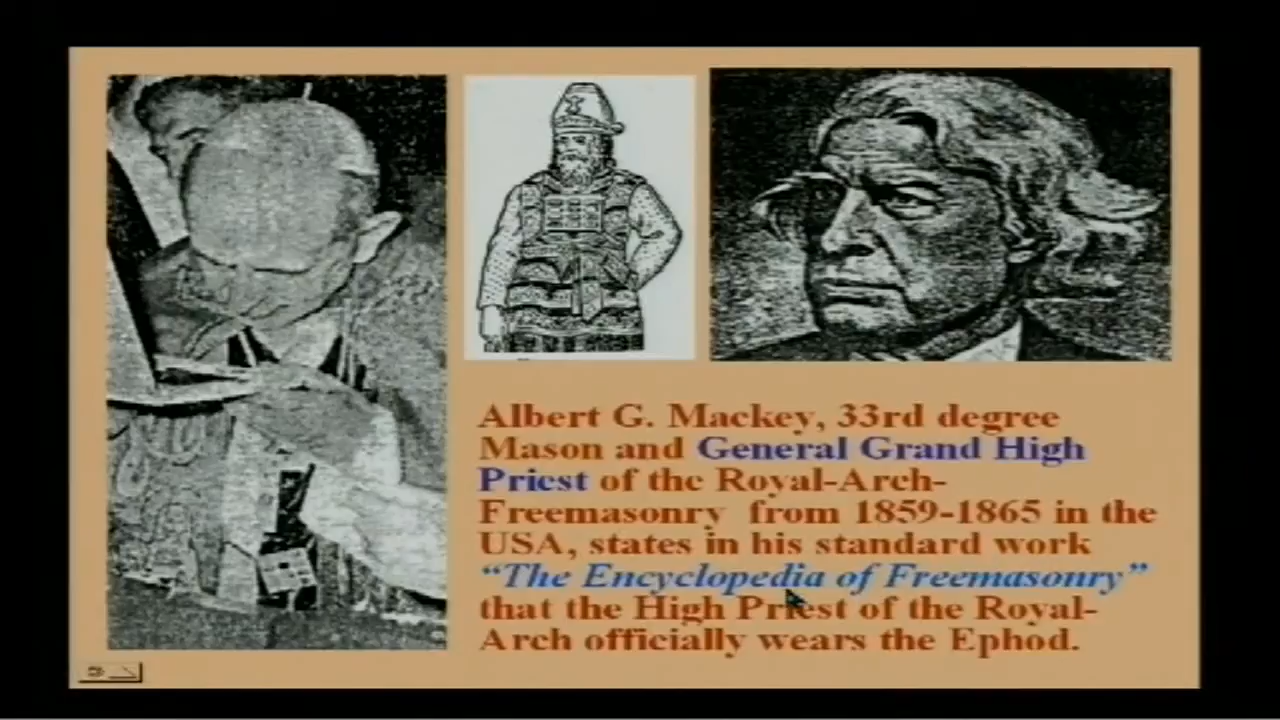 Albert G. Mackey, 33rd degree
Mason and General Grand High
Priest of the Royal-Arch-
Freemasonry from 1859-1865 in the
USA, states in his standard work
“The Encyclopedia of Freemasonry”
that the High Priest of the Royal-
Arch officially wears the Ephod.